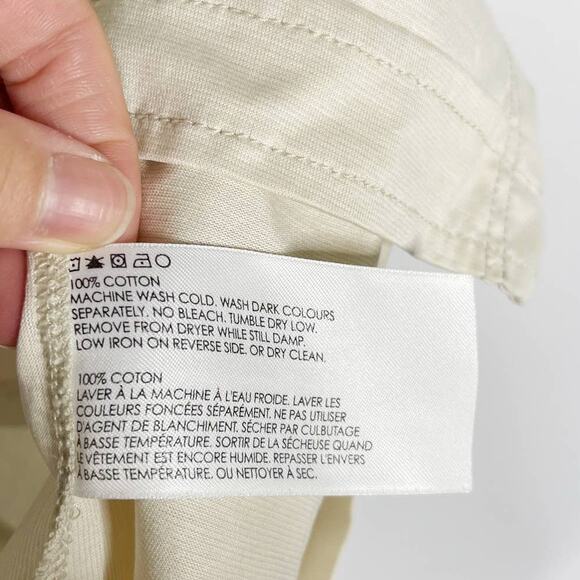 100% COTTON
MACHINE WASH COLD. WASH DARK COLOURS
SEPARATELY. NO BLEACH. TUMBLE DRY LOW.
REMOVE FROM DRYER WHILE STILL DAMP.
LOW IRON ON REVERSE SIDE. OR DRY CLEAN.
100% COTON
LAVER À LA MACHINE À L'EAU FROIDE. LAVER LES
COULEURS FONCÉES SÉPARÉMENT. NE PAS UTILISER
D'AGENT DE BLANCHIMENT. SÉCHER PAR CULBUTAGE
À BASSE TEMPÉRATURE. SORTIR DE LA SÉCHEUSE QUAND
LE VÊTEMENT EST ENCORE HUMIDE. REPASSER L'ENVERS
À BASSE TEMPÉRATURE. OU NETTOYER À SEC.